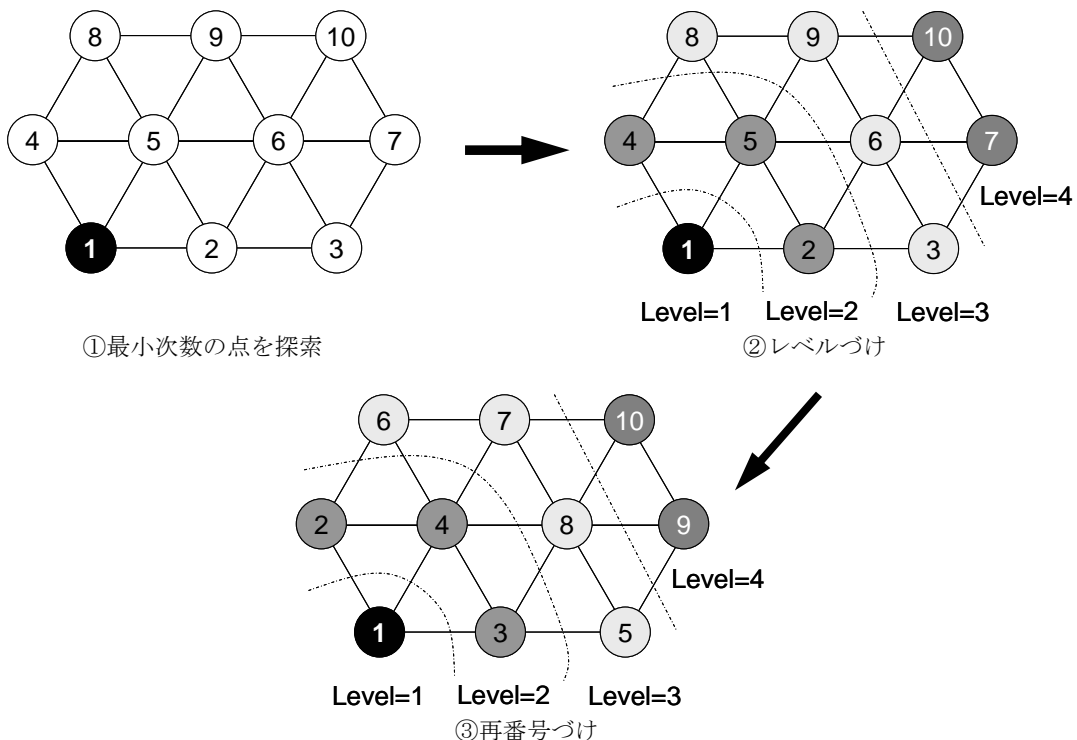 8 9 10
4 5 6 7
1 2 3
①最小次数の点を探索
8 9 10
4 5 6 7
Level=4
1 2 3
Level=1 Level=2 Level=3
②レベルづけ
6 7 10
2 4 8 9
Level=4
1 3 5
Level=1 Level=2 Level=3
③再番号づけ